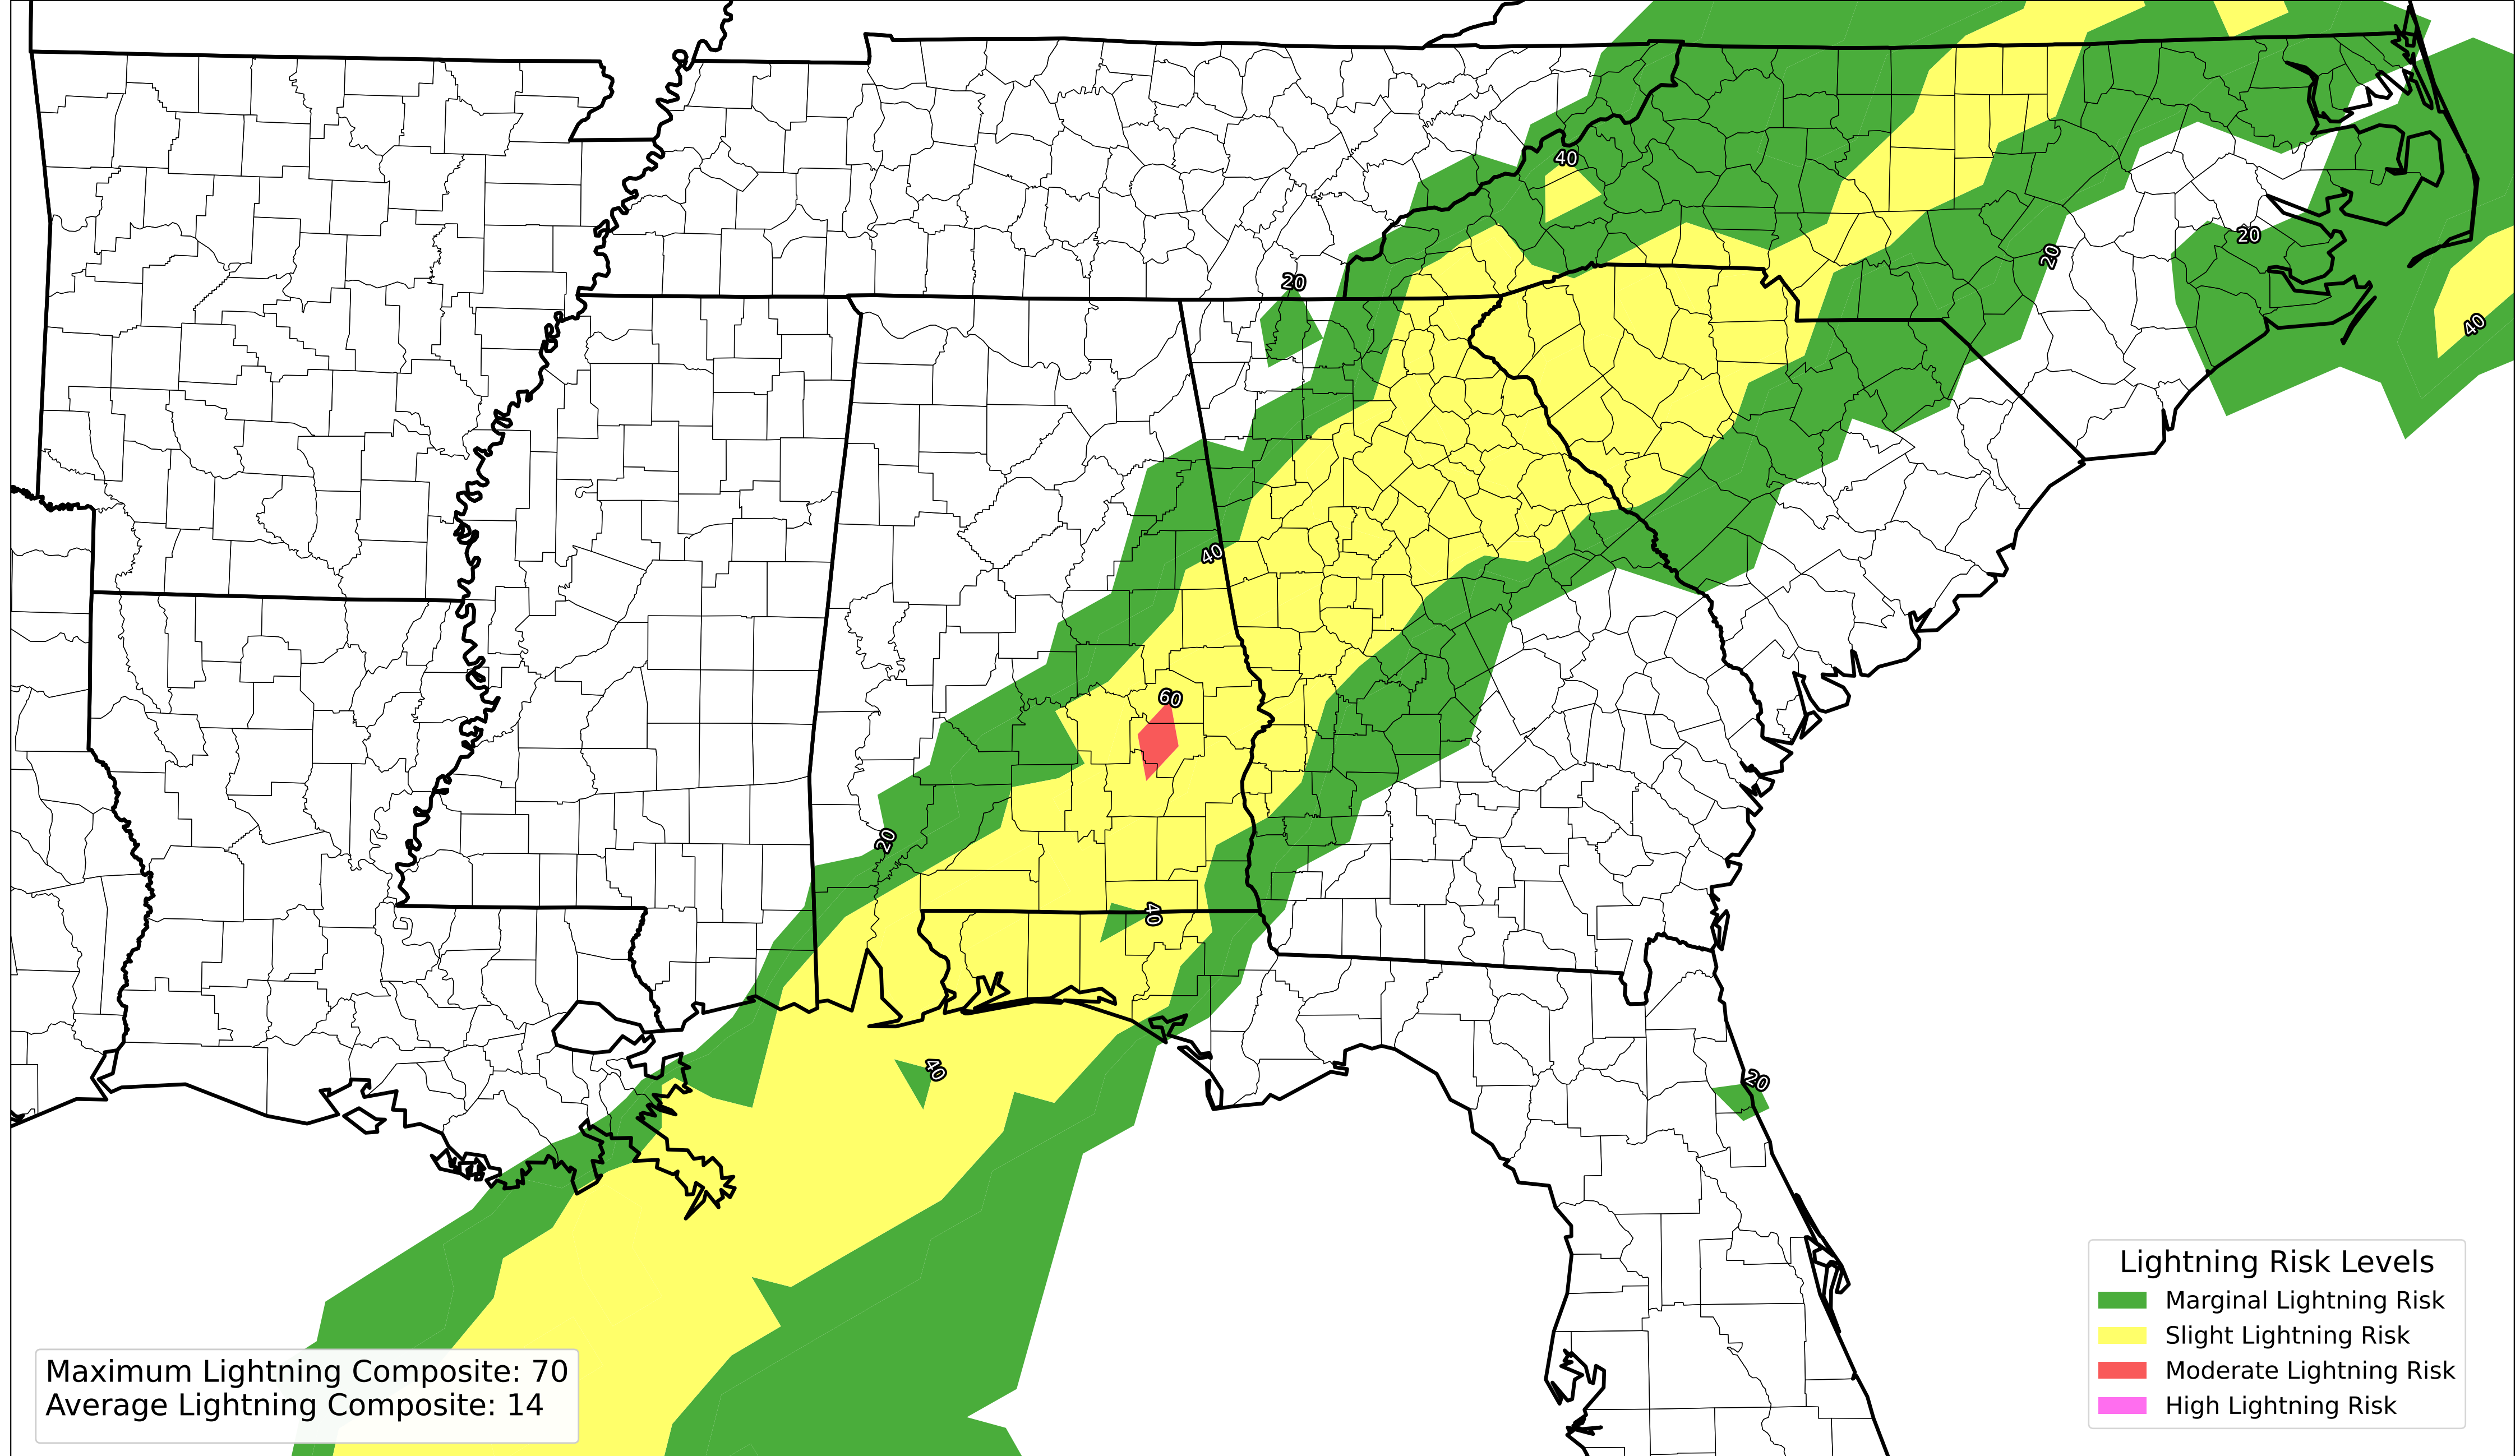 40
20
20
20
40
40
60
20
40
40
20
Lightning Risk Levels
Marginal Lightning Risk
Slight Lightning Risk
Moderate Lightning Risk
High Lightning Risk
Maximum Lightning Composite: 70
Average Lightning Composite: 14